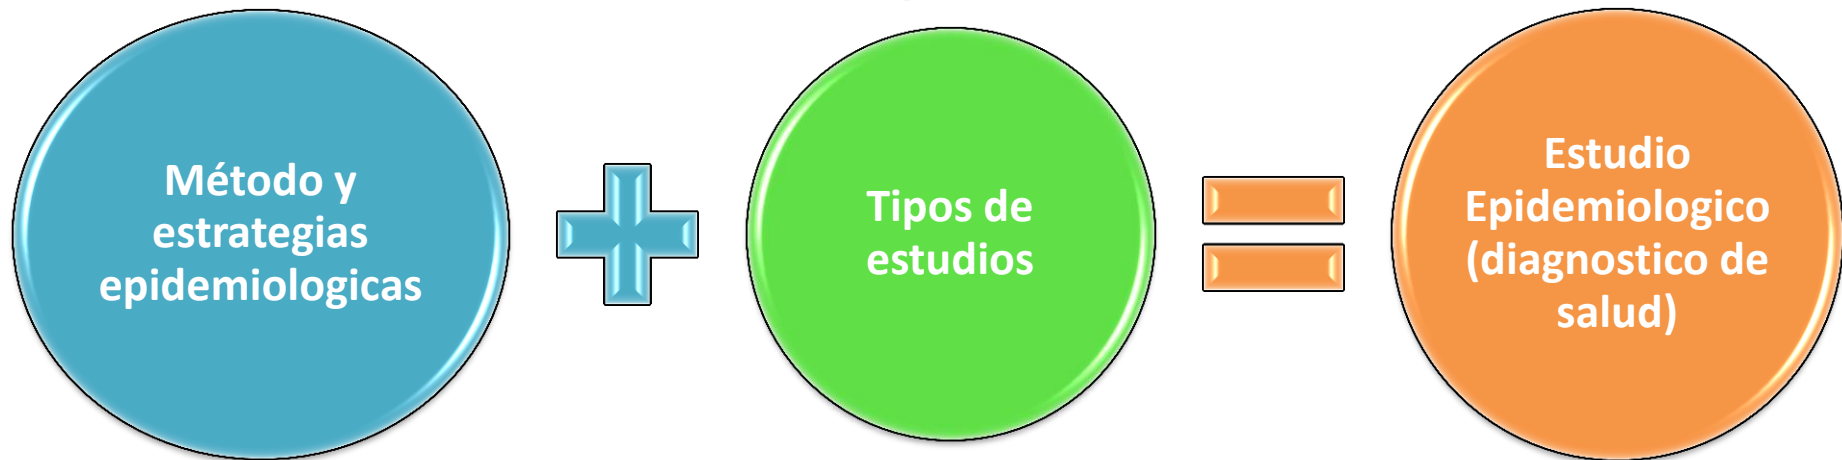 Método y
estrategias
epidemiologicas
Tipos de
estudios
Estudio
Epidemiologico
(diagnostico de
salud)